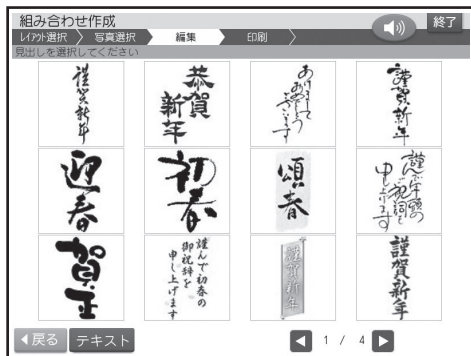 組み合わせ作成
終了
ﾚｲｱｳﾄ選択
写真選択
編集
印刷
見出しを選択してください
謹賀新年
恭賀
新年
あけまして
おめでとう
ございます
謹賀新年
迎春
初春
頌春
謹んで年頭の
御祝詞を
申し上げます
賀正
謹んで初春の
御祝辞を
申し上げます
謹賀新年
謹賀新年
戻る
テキスト
1 / 4